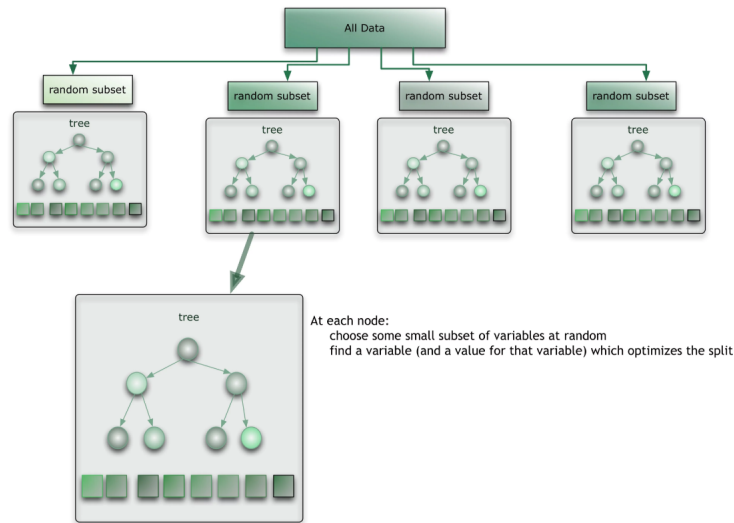 All Data
random subset
random subset
random subset
random subset
tree
tree
tree
tree
tree
At each node:
choose some small subset of variables at random
find a variable (and a value for that variable) which optimizes the split